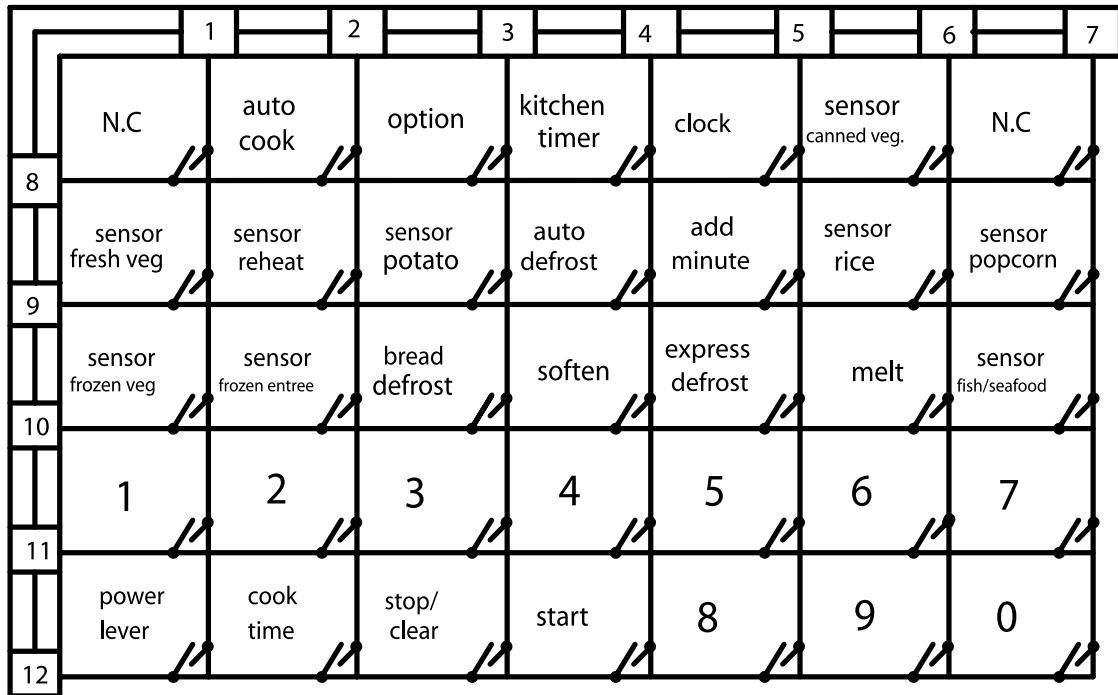 1 2 3 4 5 6 7
N.C
auto
cook
option
kitchen
timer
clock
sensor
canned veg.
N.C
8
sensor
fresh veg
sensor
reheat
sensor
potato
auto
defrost
add
minute
sensor
rice
sensor
popcorn
9
sensor
frozen veg
sensor
frozen entree
bread
defrost
soften
express
defrost
melt
sensor
fish/seafood
10
1 2 3 4 5 6 7
11
power
lever
cook
time
stop/
clear
start
8
9
0
12